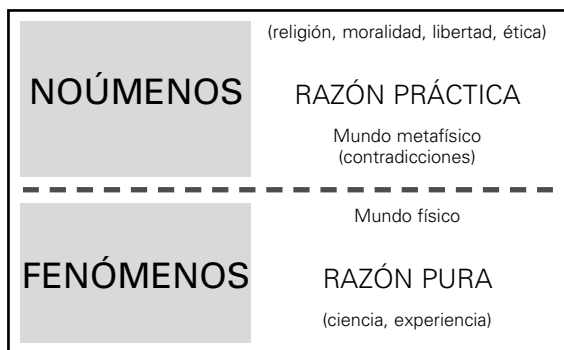 (religión, moralidad, libertad, ética)
NOÚMENOS
RAZÓN PRÁCTICA
Mundo metafísico
(contradicciones)
Mundo físico
FENÓMENOS
RAZÓN PURA
(ciencia, experiencia)